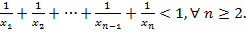 1/x₁ + 1/x₂ + ⋯ + 1/xₙ₋₁ + 1/xₙ < 1, ∀ n ≥ 2.